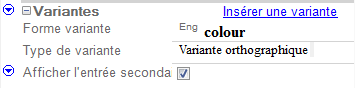 Variantes Insérer une variante
Forme variante Eng colour
Type de variante Variante orthographique
Afficher l'entrée seconda